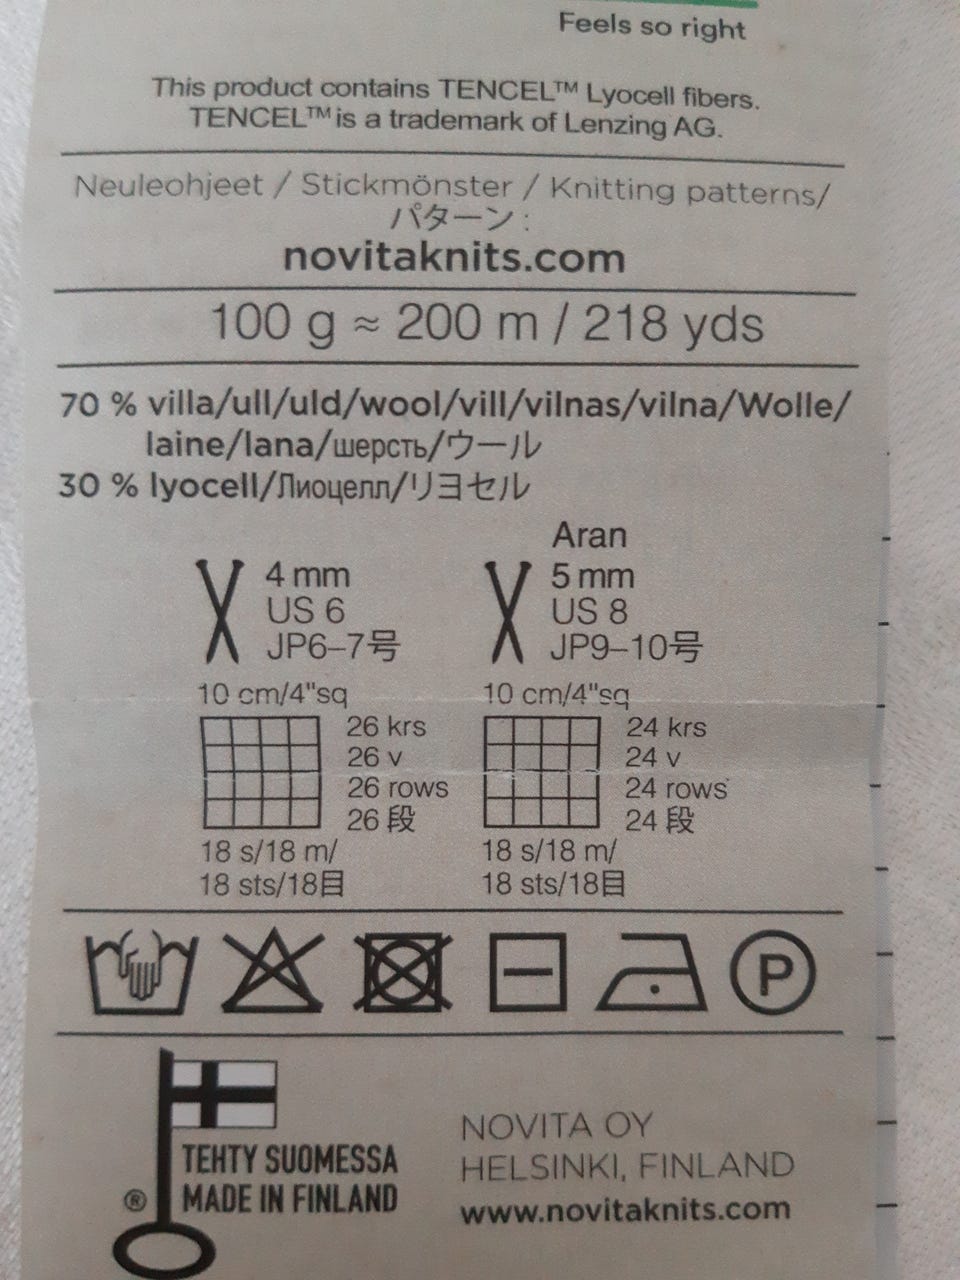 Feels so right
This product contains TENCEL™ Lyocell fibers.
TENCEL™ is a trademark of Lenzing AG.
Neuleohjeet / Stickmönster / Knitting patterns/
パターン:
novitaknits.com
100 g ≈ 200 m / 218 yds
70 % villa/ull/uld/wool/vill/vilnas/vilna/Wolle/
laine/lana/шерсть/ウール
30 % lyocell/Лиоцелл/リヨセル
Aran
4 mm
US 6
JP6–7号
5 mm
US 8
JP9–10号
10 cm/4"sq
26 krs
26 v
26 rows
26 段
18 s/18 m/
18 sts/18目
10 cm/4"sq
24 krs
24 v
24 rows
24 段
18 s/18 m/
18 sts/18目
P
TEHTY SUOMESSA
® MADE IN FINLAND
NOVITA OY
HELSINKI, FINLAND
www.novitaknits.com